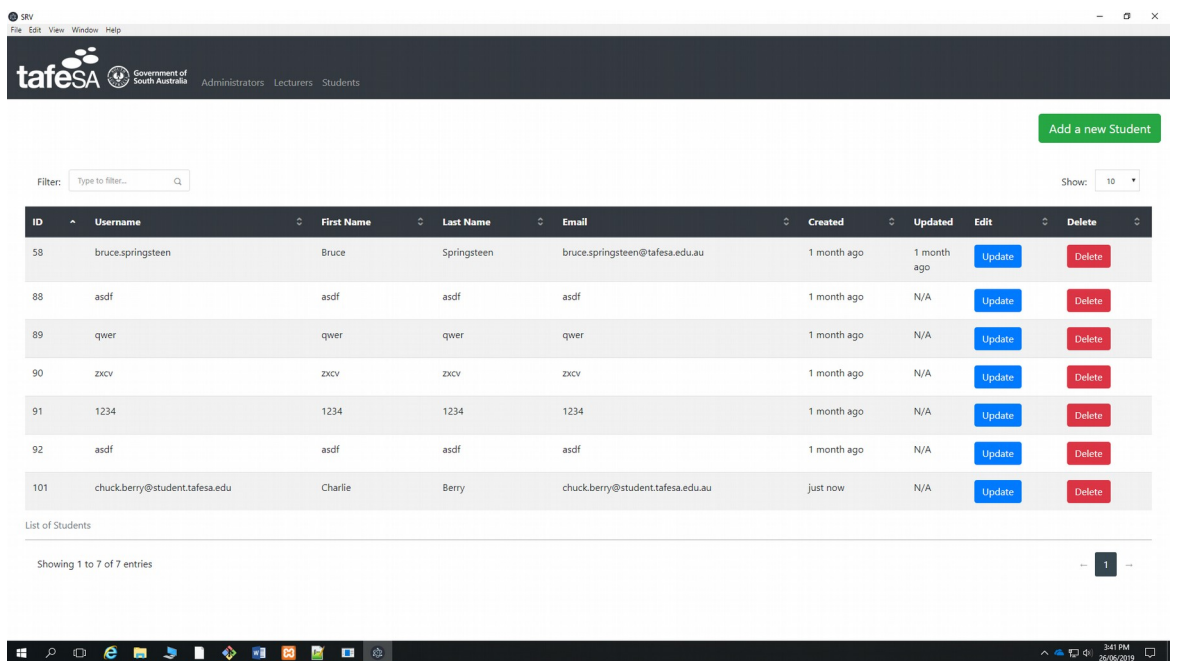 SRV
File Edit View Window Help
tafeSA Government of South Australia Administrators Lecturers Students
Add a new Student
Filter: Type to filter... Show: 10
ID Username First Name Last Name Email Created Updated Edit Delete
58 bruce.springsteen Bruce Springsteen bruce.springsteen@tafesa.edu.au 1 month ago 1 month ago Update Delete
88 asdf asdf asdf asdf 1 month ago N/A Update Delete
89 qwer qwer qwer qwer 1 month ago N/A Update Delete
90 zxcv zxcv zxcv zxcv 1 month ago N/A Update Delete
91 1234 1234 1234 1234 1 month ago N/A Update Delete
92 asdf asdf asdf asdf 1 month ago N/A Update Delete
101 chuck.berry@student.tafesa.edu Charlie Berry chuck.berry@student.tafesa.edu.au just now N/A Update Delete
List of Students
Showing 1 to 7 of 7 entries ← 1 →
3:41 PM
26/06/2019